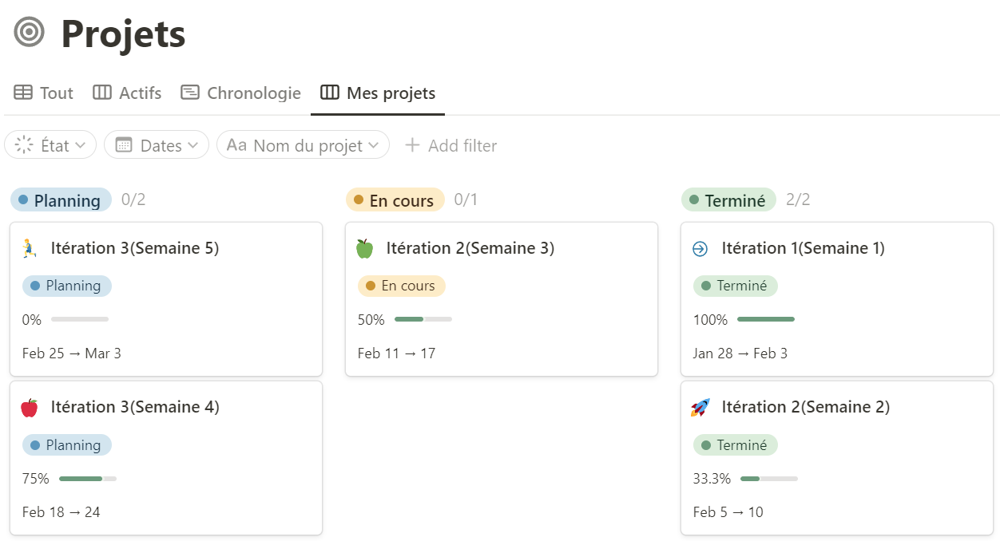 Projets
Tout Actifs Chronologie Mes projets
État Dates Aa Nom du projet + Add filter
Planning 0/2
Itération 3(Semaine 5)
Planning
0%
Feb 25 → Mar 3
Itération 3(Semaine 4)
Planning
75%
Feb 18 → 24
En cours 0/1
Itération 2(Semaine 3)
En cours
50%
Feb 11 → 17
Terminé 2/2
Itération 1(Semaine 1)
Terminé
100%
Jan 28 → Feb 3
Itération 2(Semaine 2)
Terminé
33.3%
Feb 5 → 10